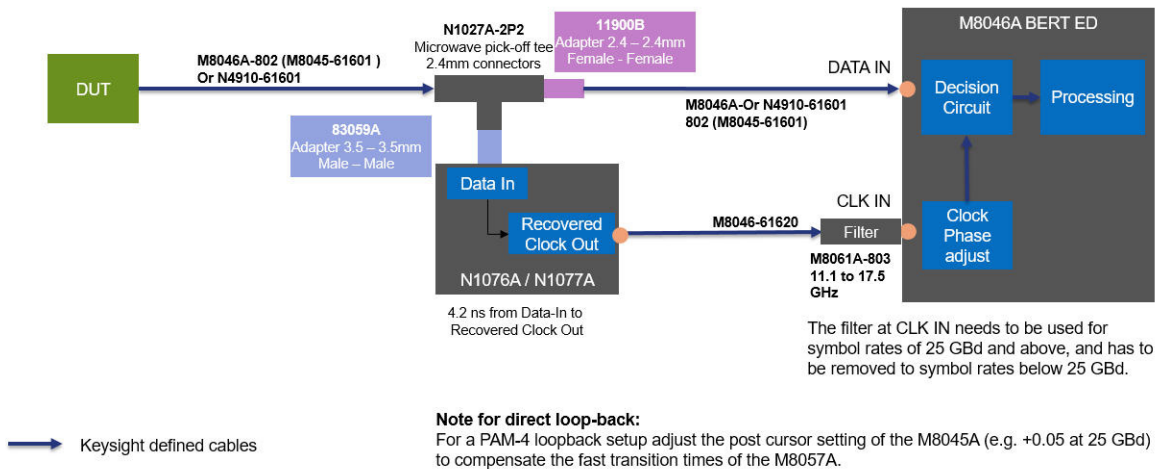 N1027A-2P2
Microwave pick-off tee
2.4mm connectors
11900B
Adapter 2.4 – 2.4mm
Female - Female
M8046A BERT ED
DUT
M8046A-802 (M8045-61601 )
Or N4910-61601
DATA IN
Decision
Circuit
Processing
M8046A-Or N4910-61601
802 (M8045-61601)
83059A
Adapter 3.5 – 3.5mm
Male – Male
Data In
Recovered
Clock Out
N1076A / N1077A
M8046-61620
CLK IN
Filter
Clock
Phase
adjust
M8061A-803
11.1 to 17.5
GHz
4.2 ns from Data-In to
Recovered Clock Out
The filter at CLK IN needs to be used for
symbol rates of 25 GBd and above, and has to
be removed to symbol rates below 25 GBd.
Note for direct loop-back:
For a PAM-4 loopback setup adjust the post cursor setting of the M8045A (e.g. +0.05 at 25 GBd)
to compensate the fast transition times of the M8057A.
Keysight defined cables